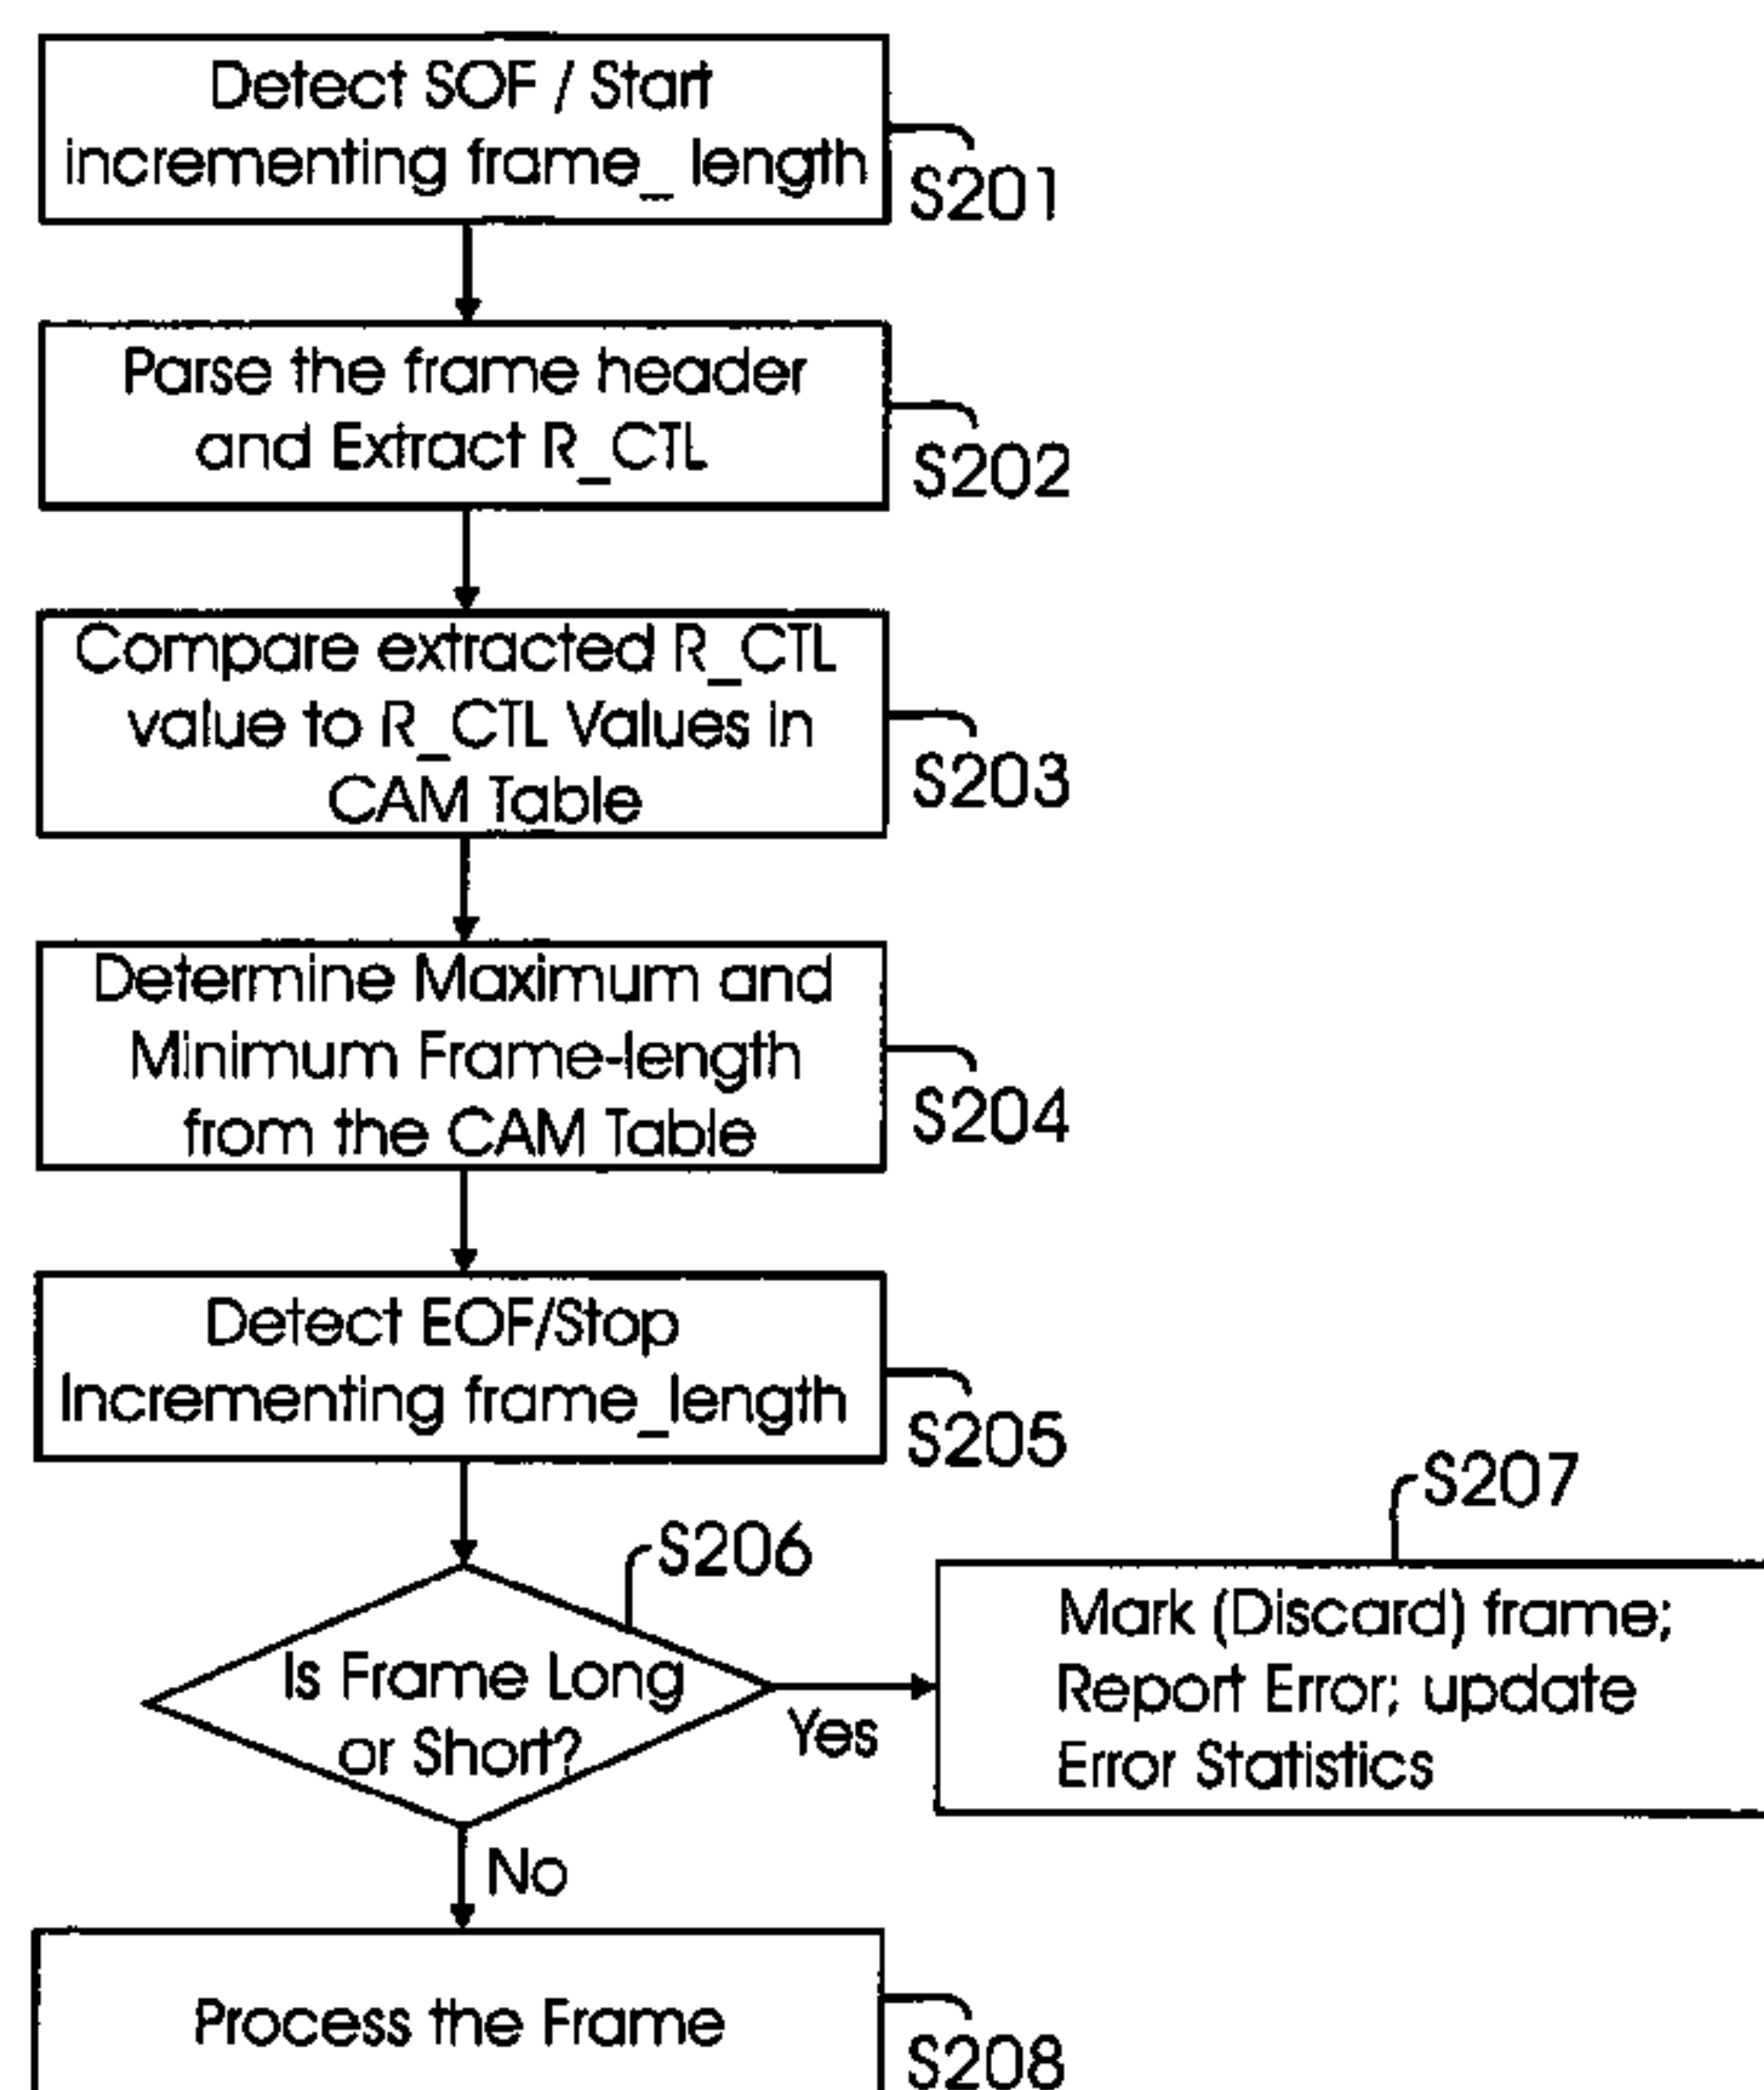 Detect SOF / Start
incrementing frame_ length
S201
Parse the frame header
and Extract R_CTL
S202
Compare extracted R_CTL
value to R_CTL Values in
CAM Table
S203
Determine Maximum and
Minimum Frame-length
from the CAM Table
S204
Detect EOF/Stop
Incrementing frame_length
S205
S206
Is Frame Long
or Short?
Yes
S207
Mark (Discard) frame;
Report Error; update
Error Statistics
No
Process the Frame
S208